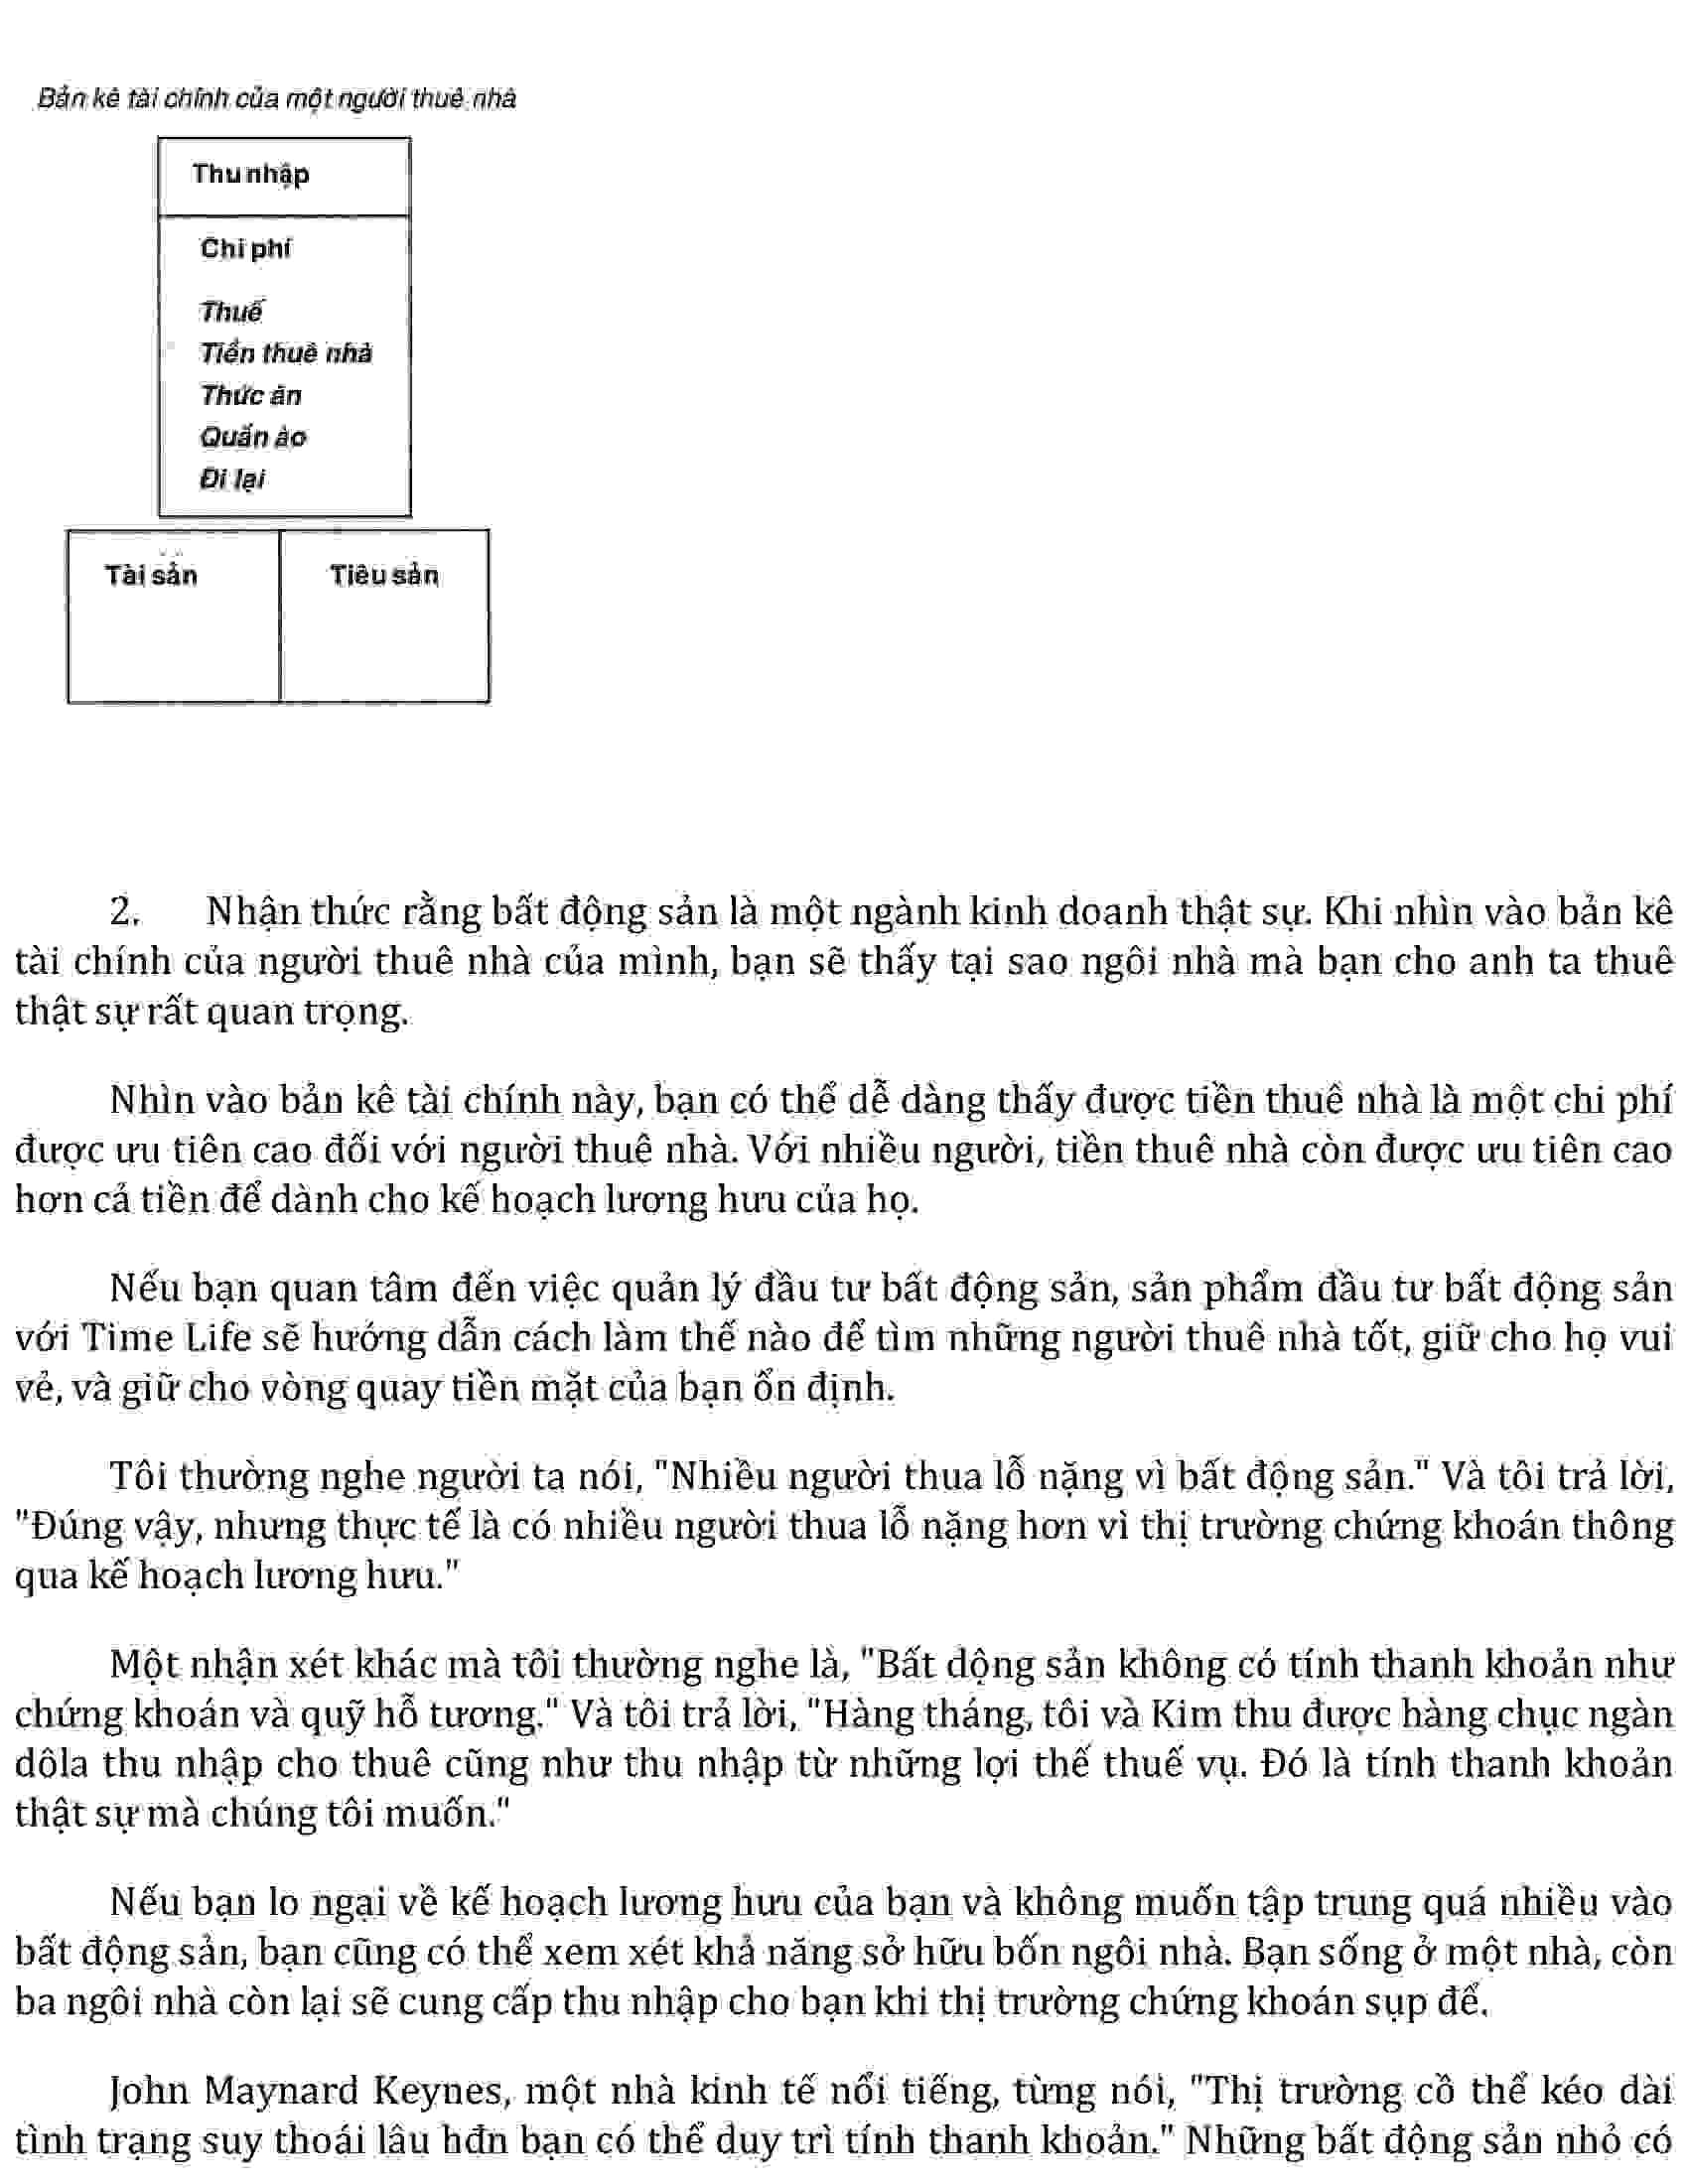 Bản kê tài chính của một người thuê nhà
Thu nhập
Chi phí
Thuế
Tiền thuê nhà
Thức ăn
Quần áo
Đi lại
Tài sản
Tiêu sản
2. Nhận thức rằng bất động sản là một ngành kinh doanh thật sự. Khi nhìn vào bản kê
tài chính của người thuê nhà của mình, bạn sẽ thấy tại sao ngôi nhà mà bạn cho anh ta thuê
thật sự rất quan trọng.
Nhìn vào bản kê tài chính này, bạn có thể dễ dàng thấy được tiền thuê nhà là một chi phí
được ưu tiên cao đối với người thuê nhà. Với nhiều người, tiền thuê nhà còn được ưu tiên cao
hơn cả tiền để dành cho kế hoạch lương hưu của họ.
Nếu bạn quan tâm đến việc quản lý đầu tư bất động sản, sản phẩm đầu tư bất động sản
với Time Life sẽ hướng dẫn cách làm thế nào để tìm những người thuê nhà tốt, giữ cho họ vui
vẻ, và giữ cho vòng quay tiền mặt của bạn ổn định.
Tôi thường nghe người ta nói, "Nhiều người thua lỗ nặng vì bất động sản." Và tôi trả lời,
"Đúng vậy, nhưng thực tế là có nhiều người thua lỗ nặng hơn vì thị trường chứng khoán thông
qua kế hoạch lương hưu."
Một nhận xét khác mà tôi thường nghe là, "Bất dộng sản không có tính thanh khoản như
chứng khoán và quỹ hỗ tương." Và tôi trả lời, "Hàng tháng, tôi và Kim thu được hàng chục ngàn
dôla thu nhập cho thuê cũng như thu nhập từ những lợi thế thuế vụ. Đó là tính thanh khoản
thật sự mà chúng tôi muốn."
Nếu bạn lo ngại về kế hoạch lương hưu của bạn và không muốn tập trung quá nhiều vào
bất động sản, bạn cũng có thể xem xét khả năng sở hữu bốn ngôi nhà. Bạn sống ở một nhà, còn
ba ngôi nhà còn lại sẽ cung cấp thu nhập cho bạn khi thị trường chứng khoán sụp để.
John Maynard Keynes, một nhà kinh tế nổi tiếng, từng nói, "Thị trường cồ thể kéo dài
tình trạng suy thoái lâu hđn bạn có thể duy trì tính thanh khoản." Những bất động sản nhỏ có